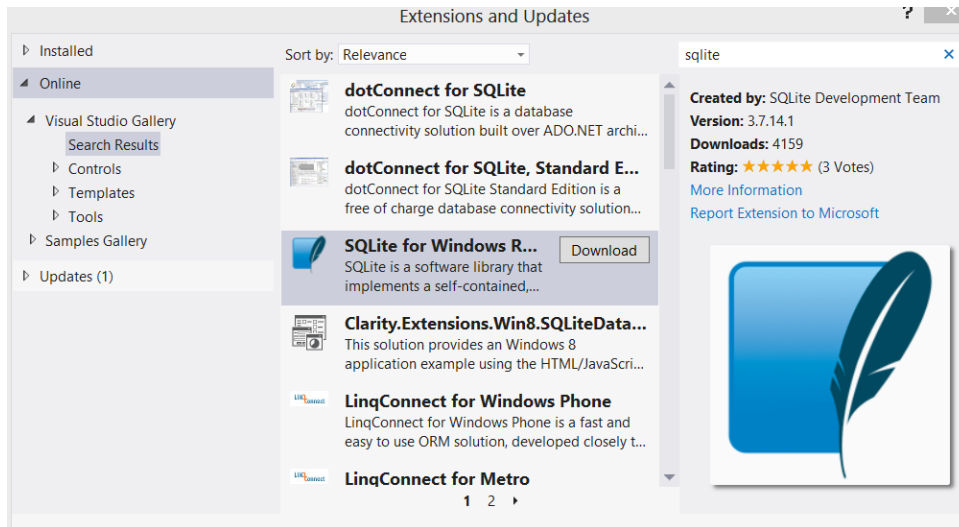 Extensions and Updates
?
Installed
Online
Visual Studio Gallery
Search Results
Controls
Templates
Tools
Samples Gallery
Updates (1)
Sort by: Relevance
dotConnect for SQLite
dotConnect for SQLite is a database
connectivity solution built over ADO.NET archi...
dotConnect for SQLite, Standard E...
dotConnect for SQLite Standard Edition is a
free of charge database connectivity solution...
SQLite for Windows R...
Download
SQLite is a software library that
implements a self-contained,...
Clarity.Extensions.Win8.SQLiteData...
This solution provides an Windows 8
application example using the HTML/JavaScri...
LinqConnect for Windows Phone
LinqConnect for Windows Phone is a fast and
easy to use ORM solution, developed closely t...
LinqConnect for Metro
1 2
sqlite
Created by: SQLite Development Team
Version: 3.7.14.1
Downloads: 4159
Rating: ★★★★★ (3 Votes)
More Information
Report Extension to Microsoft